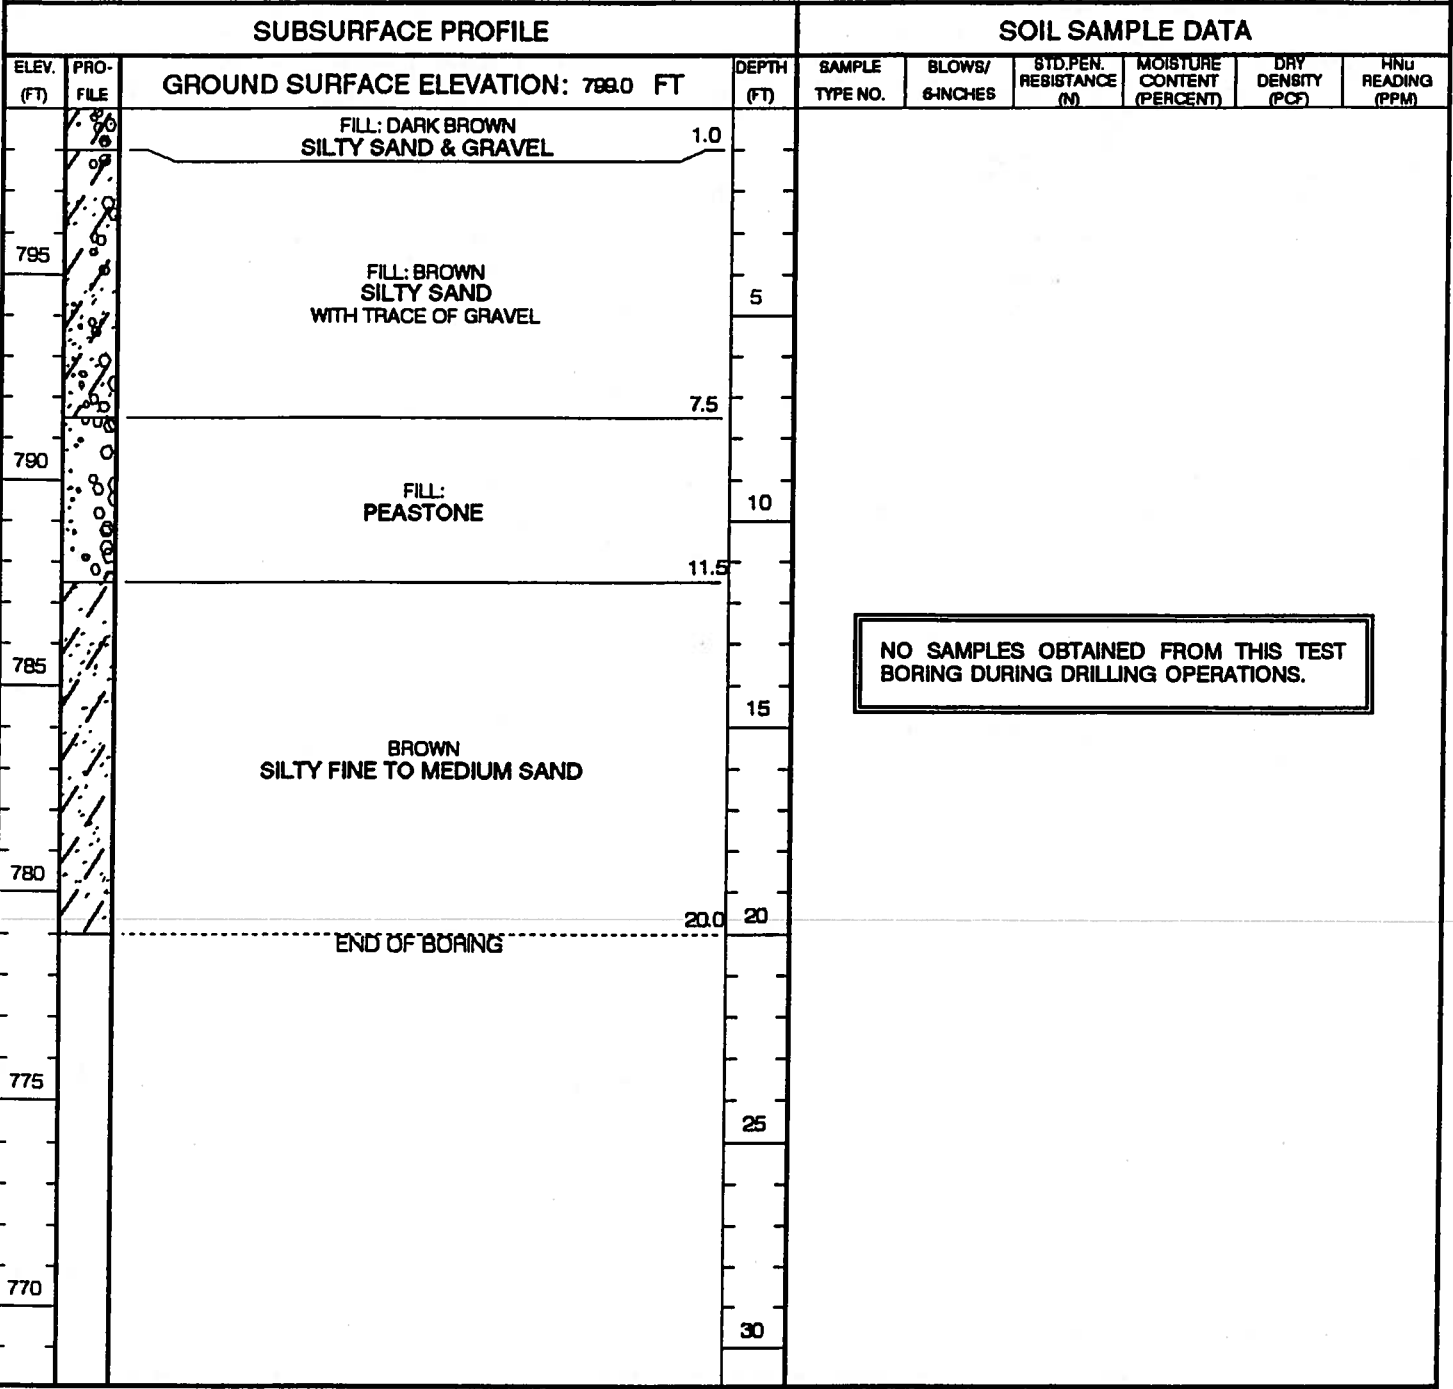 SUBSURFACE PROFILE
SOIL SAMPLE DATA
ELEV. (FT)
PRO-FILE
GROUND SURFACE ELEVATION: 799.0 FT
DEPTH (FT)
SAMPLE TYPE NO.
BLOWS/ 6-INCHES
STD.PEN. RESISTANCE (N)
MOISTURE CONTENT (PERCENT)
DRY DENSITY (PCF)
HNu READING (PPM)
FILL: DARK BROWN
SILTY SAND & GRAVEL
1.0
795
FILL: BROWN
SILTY SAND
WITH TRACE OF GRAVEL
5
7.5
790
FILL:
PEASTONE
10
11.5
NO SAMPLES OBTAINED FROM THIS TEST
BORING DURING DRILLING OPERATIONS.
785
15
BROWN
SILTY FINE TO MEDIUM SAND
780
20.0
20
END OF BORING
775
25
770
30